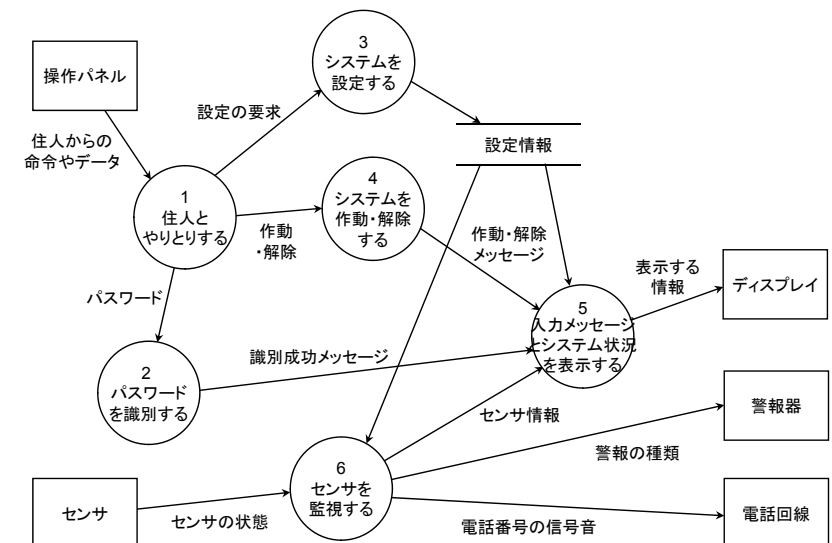 3
システムを
設定する
操作パネル
設定の要求
設定情報
住人からの
命令やデータ
1
住人と
やりとりする
4
システムを
作動・解除
する
作動
・解除
作動・解除
メッセージ
表示する
情報
ディスプレイ
パスワード
5
入力メッセージ
とシステム状況
を表示する
2
パスワード
を識別する
識別成功メッセージ
センサ情報
警報器
警報の種類
6
センサを
監視する
センサ
センサの状態
電話番号の信号音
電話回線